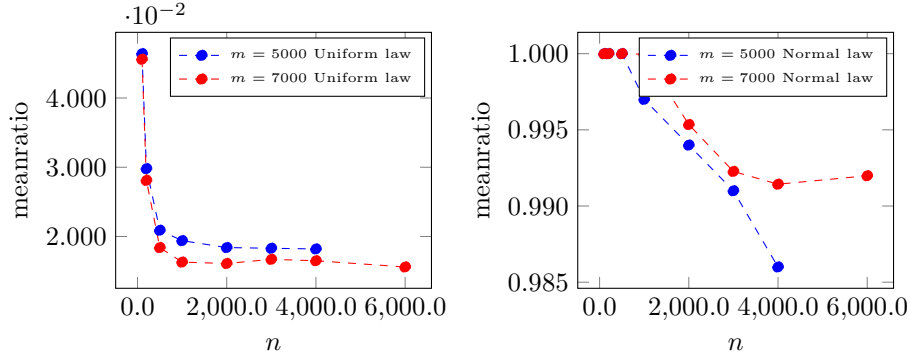 ·10⁻²
m = 5000 Uniform law
m = 7000 Uniform law
4.000
3.000
2.000
meanratio
0.0
2,000.0
4,000.0
6,000.0
n
m = 5000 Normal law
m = 7000 Normal law
1.000
0.995
0.990
0.985
meanratio
0.0
2,000.0
4,000.0
6,000.0
n